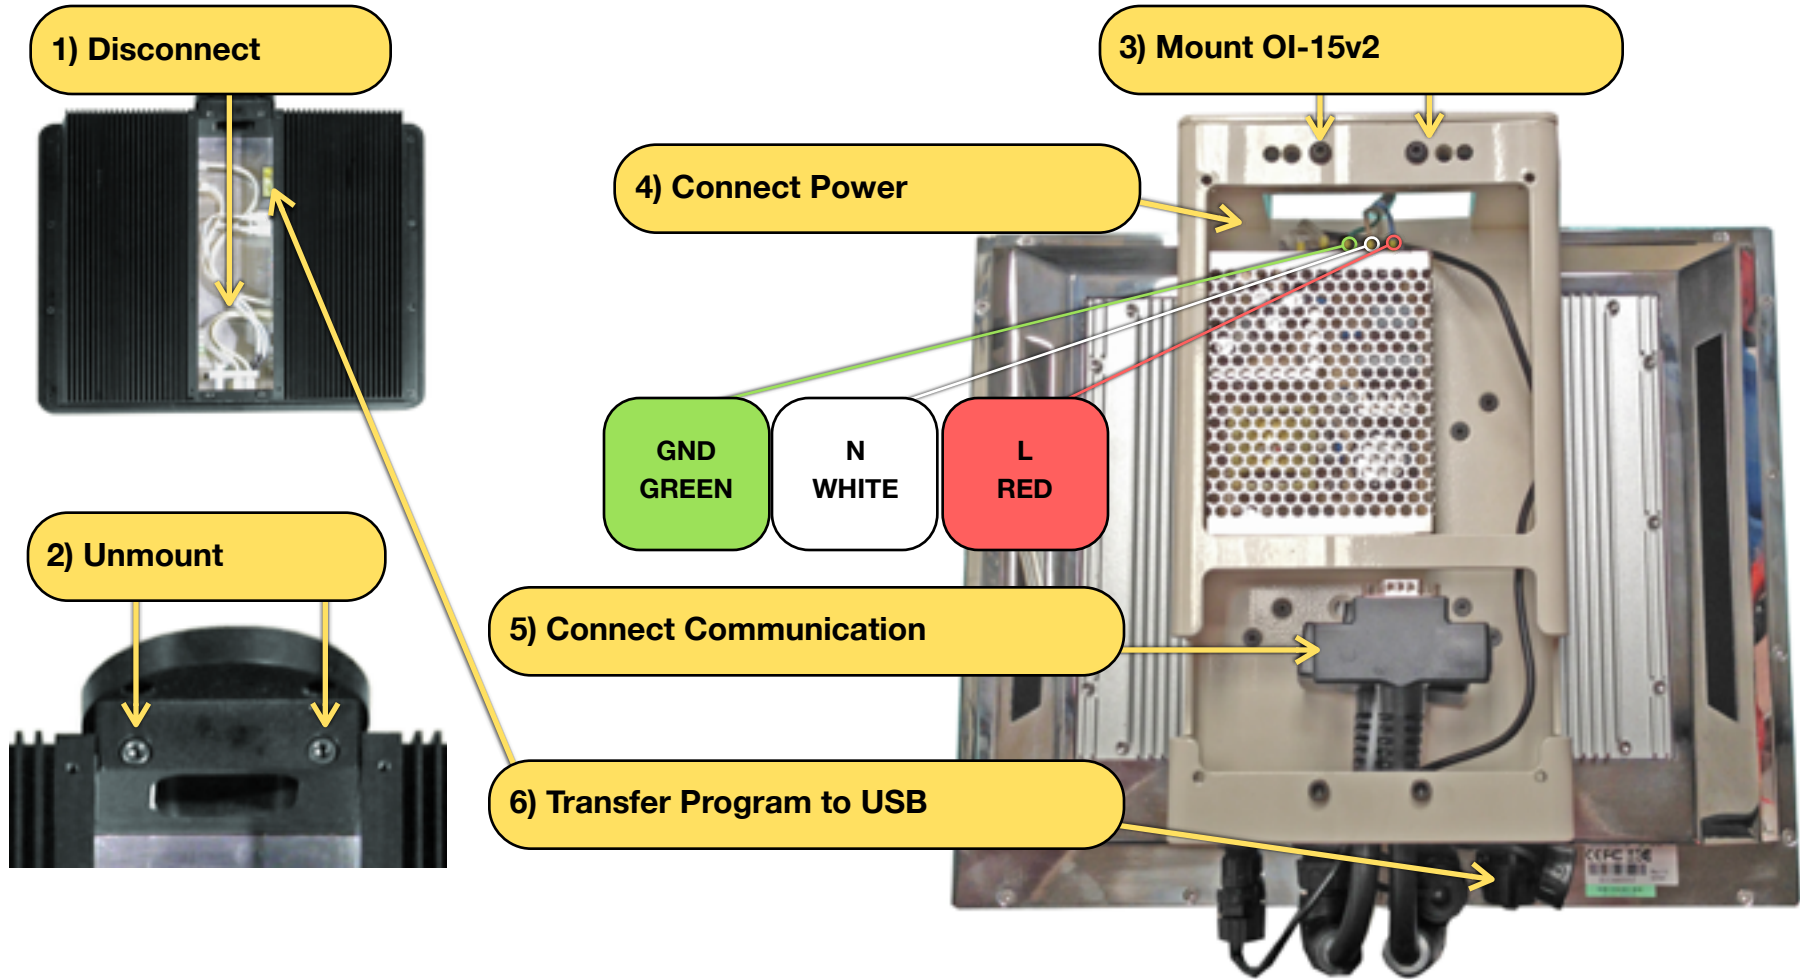 1) Disconnect
3) Mount OI-15v2
4) Connect Power
GND
GREEN
N
WHITE
L
RED
2) Unmount
5) Connect Communication
6) Transfer Program to USB